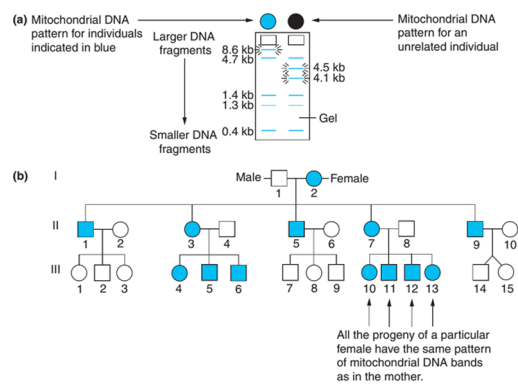 (a) Mitochondrial DNA
pattern for individuals
indicated in blue
Mitochondrial DNA
pattern for an
unrelated individual
Larger DNA
fragments
Smaller DNA
fragments
8.6 kb
4.7 kb
4.5 kb
4.1 kb
1.4 kb
1.3 kb
0.4 kb
Gel
(b)
I
Male
Female
1 2
II
1 2 3 4 5 6 7 8 9 10
III
1 2 3 4 5 6 7 8 9 10 11 12 13 14 15
All the progeny of a particular
female have the same pattern
of mitochondrial DNA bands
as in the mother.